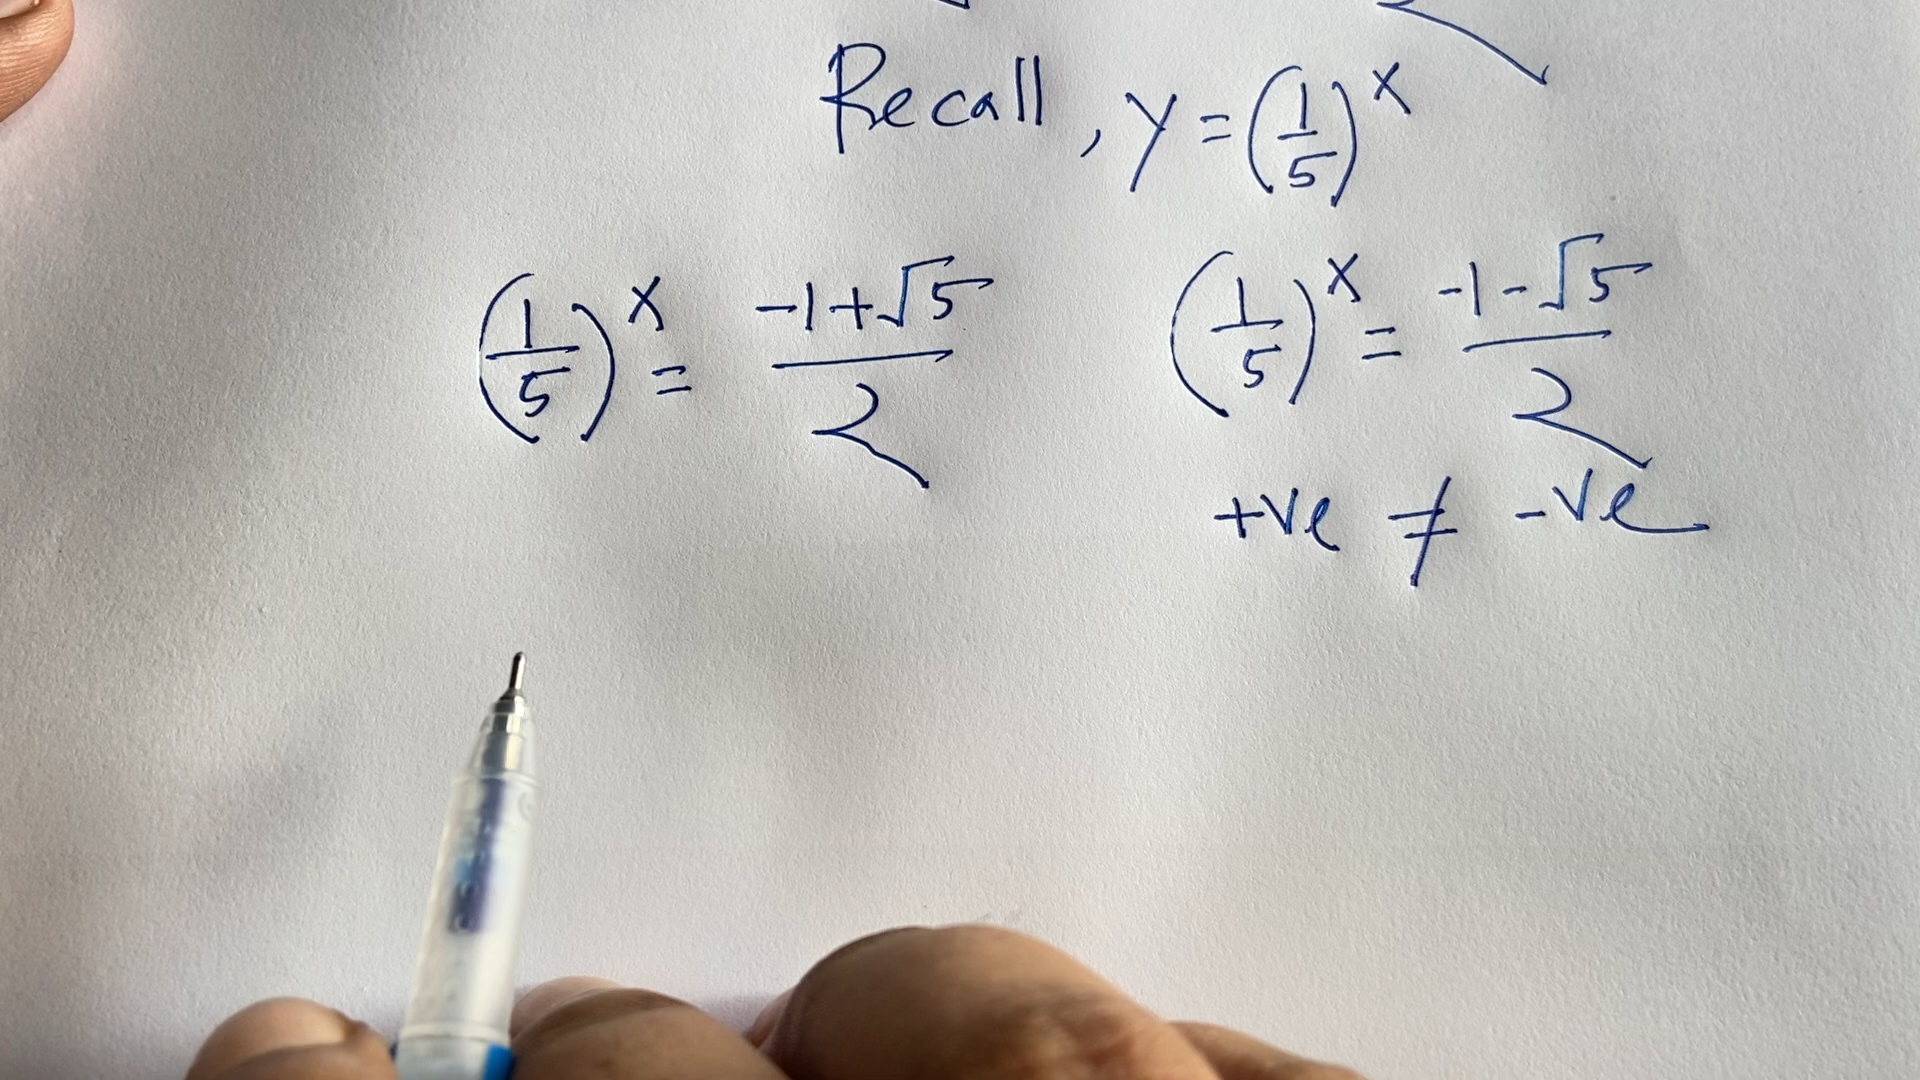 Recall, y = (1/5)^x
(1/5)^x = (-1+√5)/2
(1/5)^x = (-1-√5)/2
+ve ≠ -ve